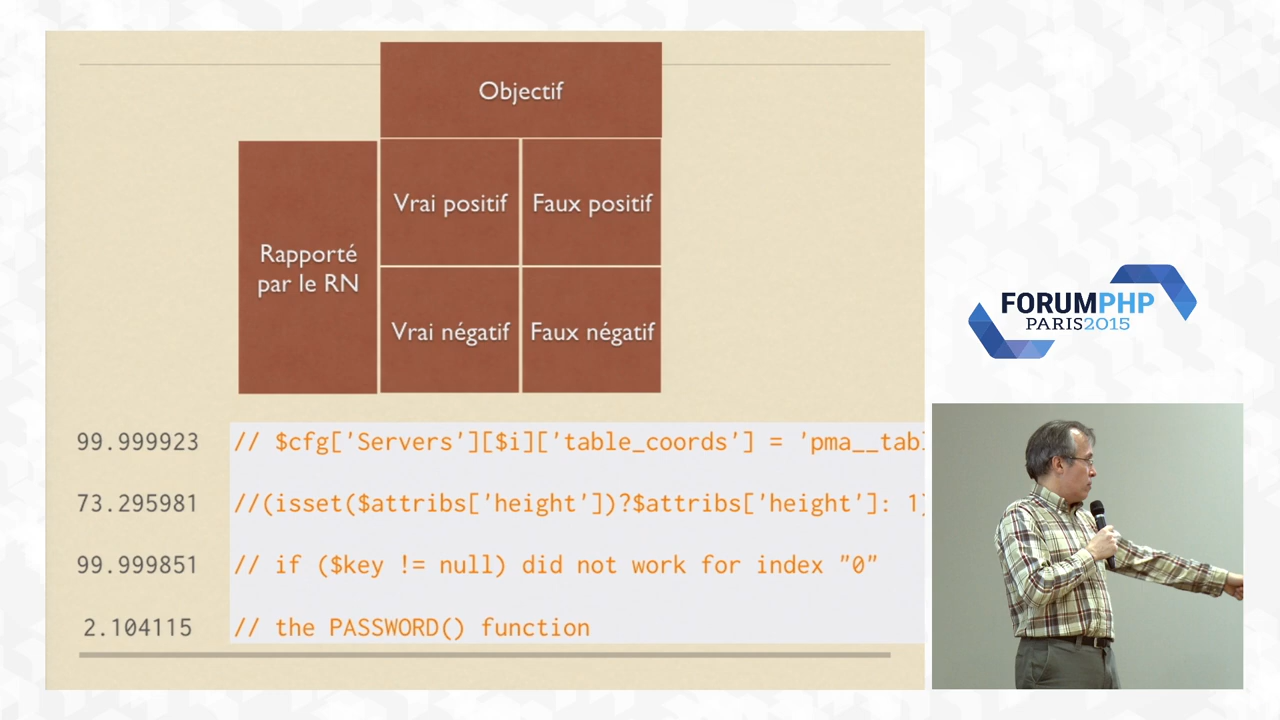 Objectif
Vrai positif
Faux positif
Rapporté
par le RN
Vrai négatif
Faux négatif
99.999923 // $cfg['Servers'][$i]['table_coords'] = 'pma__tabl
73.295981 //(isset($attribs['height'])?$attribs['height']: 1)
99.999851 // if ($key != null) did not work for index "0"
2.104115 // the PASSWORD() function
FORUMPHP
PARIS2015